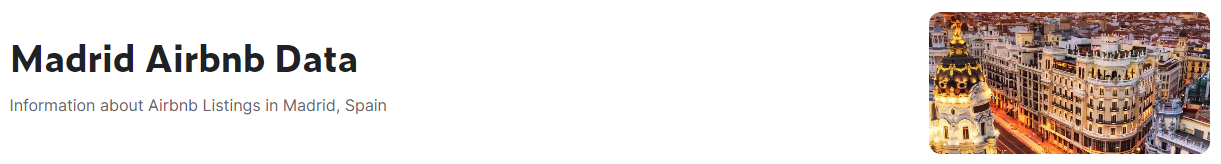 Madrid Airbnb Data
Information about Airbnb Listings in Madrid, Spain